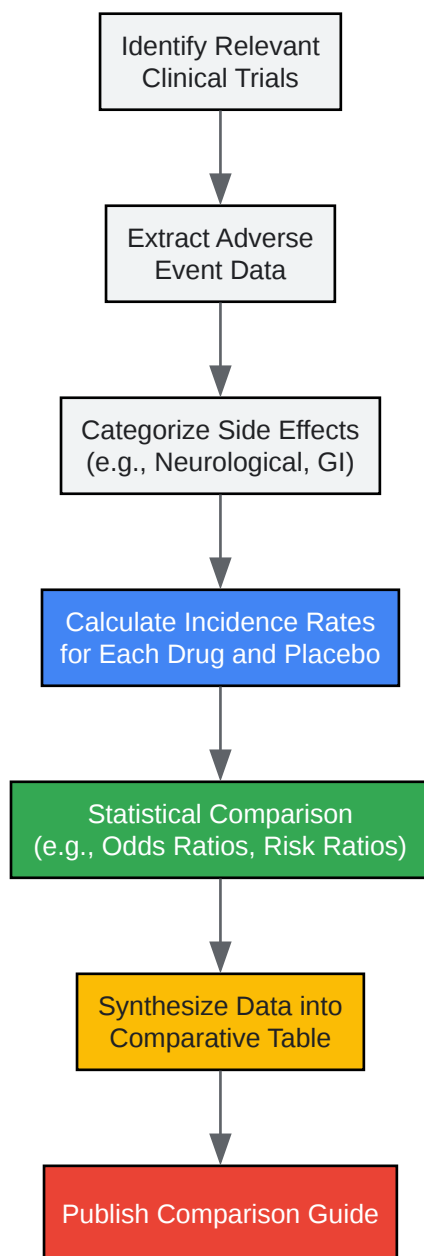 Identify Relevant
Clinical Trials
Extract Adverse
Event Data
Categorize Side Effects
(e.g., Neurological, GI)
Calculate Incidence Rates
for Each Drug and Placebo
Statistical Comparison
(e.g., Odds Ratios, Risk Ratios)
Synthesize Data into
Comparative Table
Publish Comparison Guide